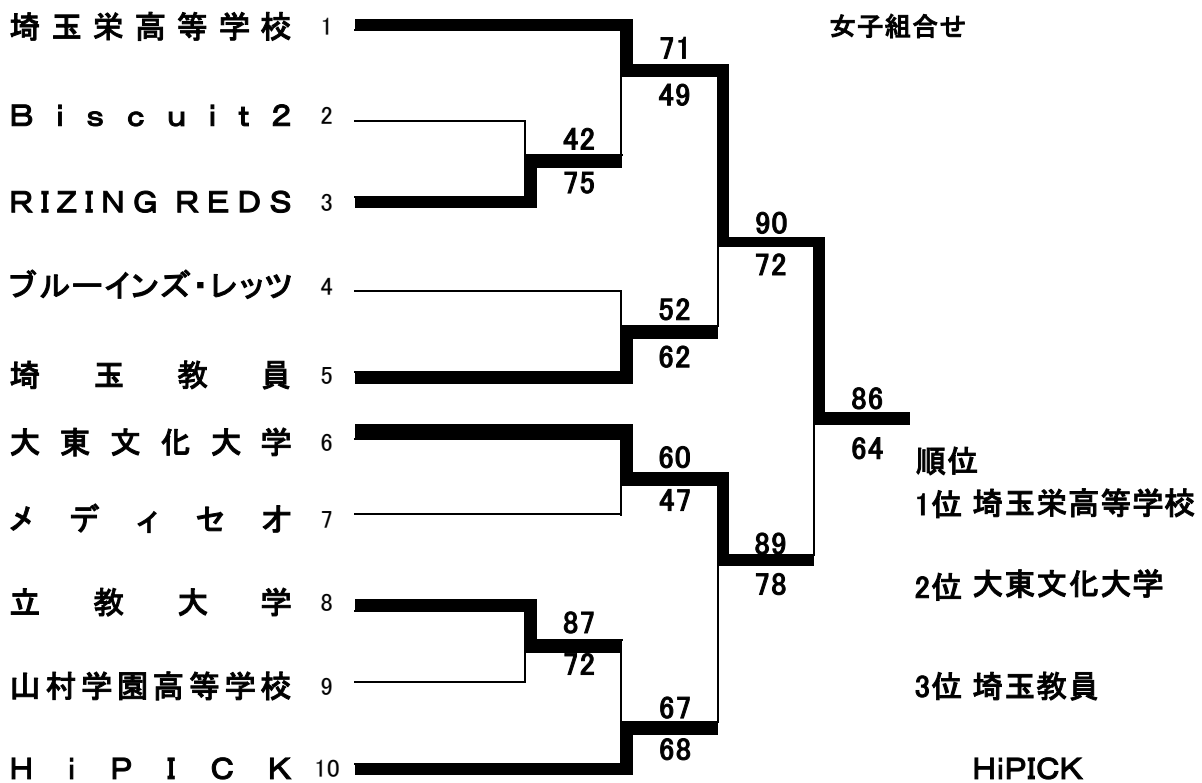 女子組合せ
埼玉栄高等学校 1
71
49
Biscuit2 2
42
75
RIZING REDS 3
90
72
ブルーインズ・レッツ 4
52
62
埼玉教員 5
86
64
大東文化大学 6
60
47
メディセオ 7
89
78
立教大学 8
87
72
山村学園高等学校 9
67
68
HiPICK 10
順位
1位 埼玉栄高等学校
2位 大東文化大学
3位 埼玉教員
HiPICK